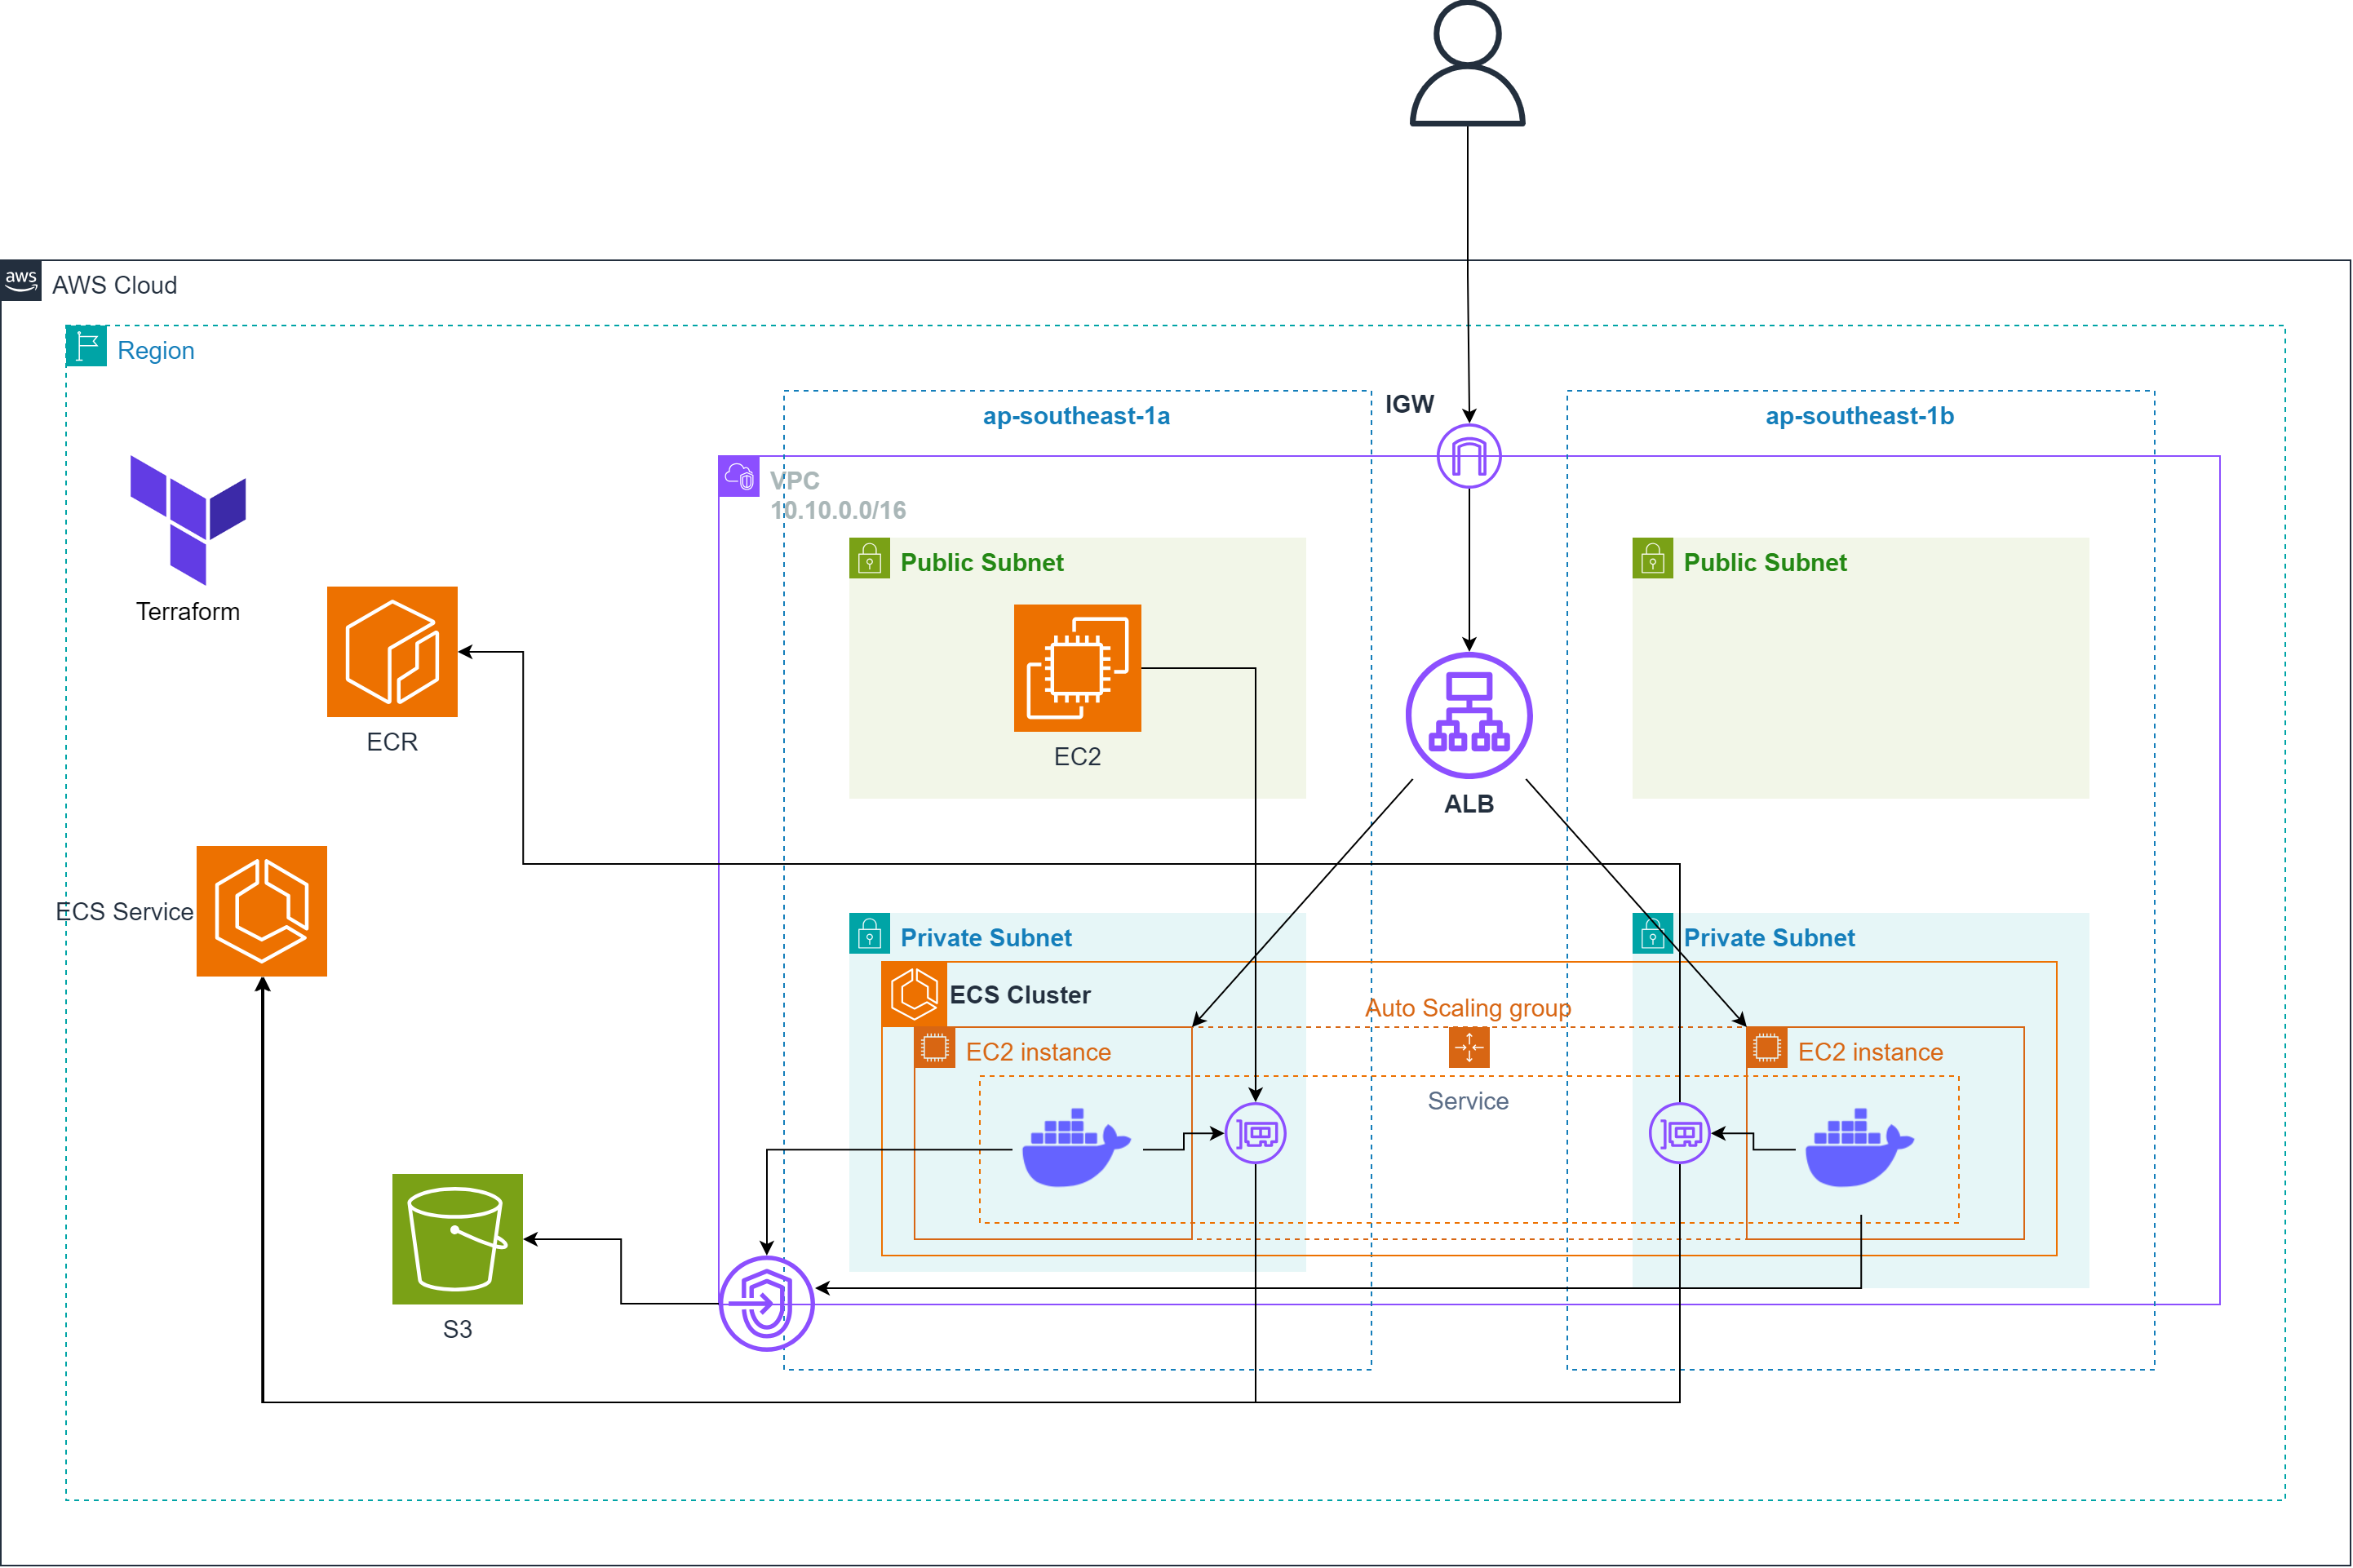 aws
AWS Cloud
Region
IGW
ap-southeast-1a
ap-southeast-1b
VPC
10.10.0.0/16
Public Subnet
Public Subnet
Terraform
ECR
EC2
ALB
ECS Service
Private Subnet
Private Subnet
ECS Cluster
Auto Scaling group
EC2 instance
EC2 instance
Service
S3